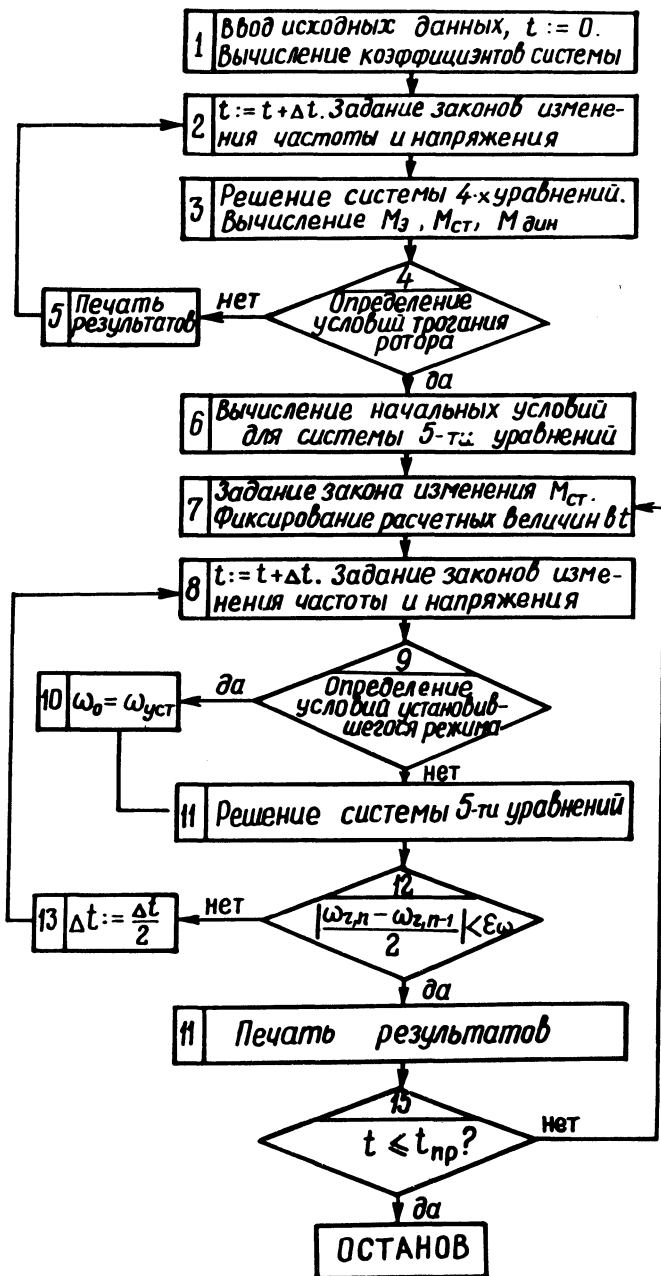 1
Ввод исходных данных, t := 0.
Вычисление коэффициэнтов системы
2
t := t+Δt. Задание законов измене-
ния частоты и напряжения
3
Решение системы 4-х уравнений.
Вычисление Mэ, Mст, M дин
4
Определение
условий трогания
ротора
нет
5
Печать
результатов
да
6
Вычисление начальных условий
для системы 5-ти уравнений
7
Задание закона изменения Mст.
Фиксирование расчетных величин в t
8
t:=t+Δt. Задание законов изме-
нения частоты и напряжения
9
Определение
условий установив-
шегося режима
да
10
ω₀ = ωуст
нет
11
Решение системы 5-ти уравнений
12
|(ω₂,n − ω₂,n-1)/2| < εω
нет
13
Δt := Δt/2
да
11
Печать результатов
15
t ⩽ tпр?
нет
да
ОСТАНОВ